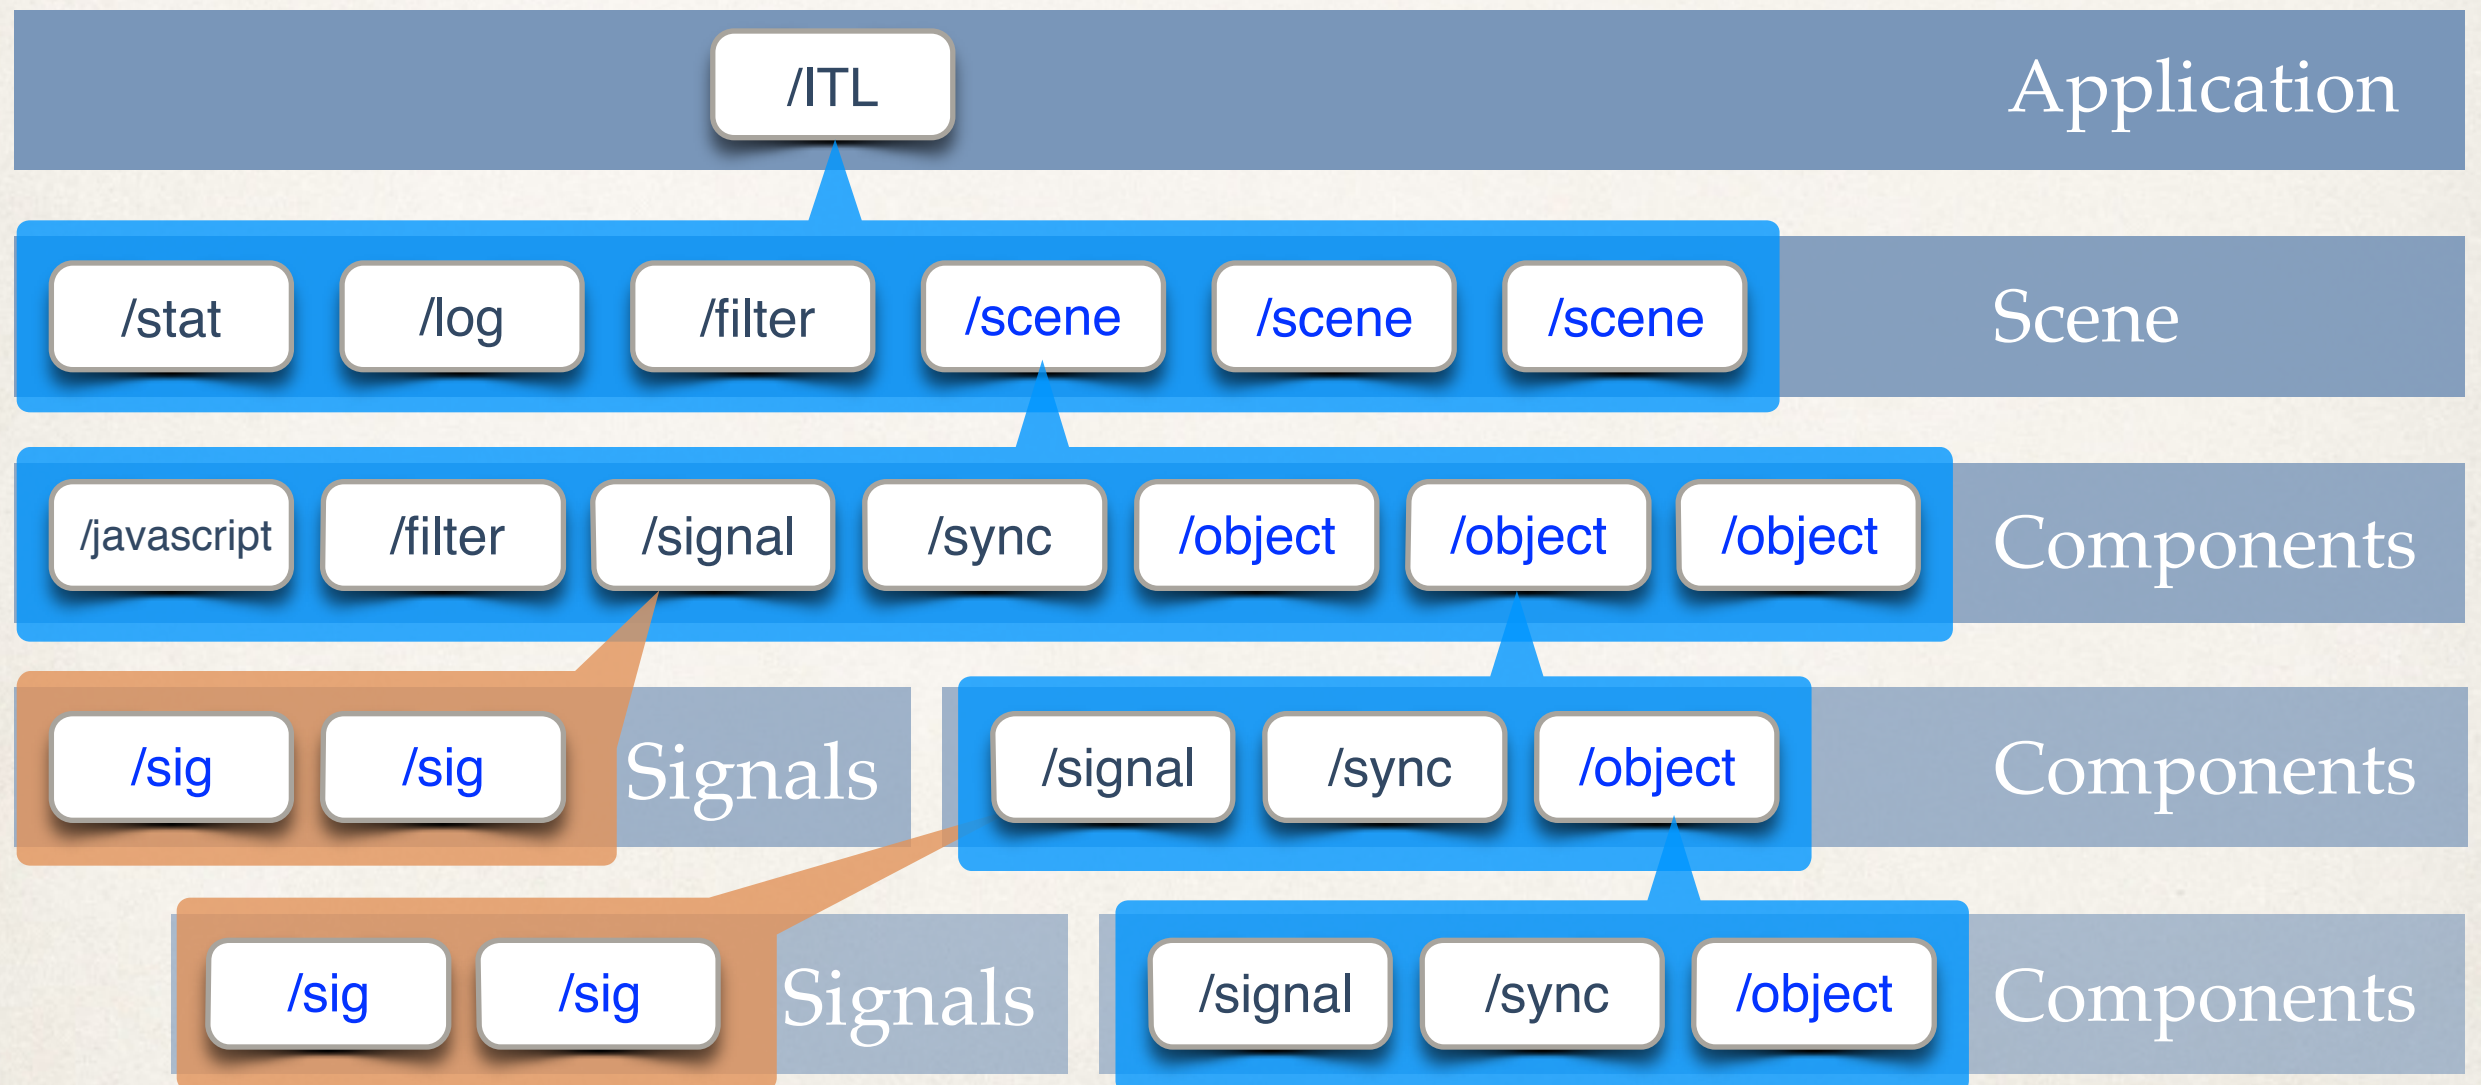 /ITL Application
/stat /log /filter /scene /scene /scene Scene
/javascript /filter /signal /sync /object /object /object Components
/sig /sig Signals /signal /sync /object Components
/sig /sig Signals /signal /sync /object Components